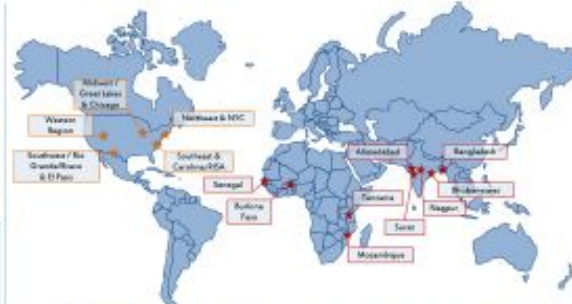 Midwest /
Great Lakes
& Chicago
Northeast & NYC
Western
Region
Southwest / Rio
Grande/Bravo
& El Paso
Southeast &
Carolinas RISA
Ahmedabad
Bangladesh
Senegal
Burkina
Faso
Tanzania
Bhubaneswar
Nagpur
Surat
Mozambique